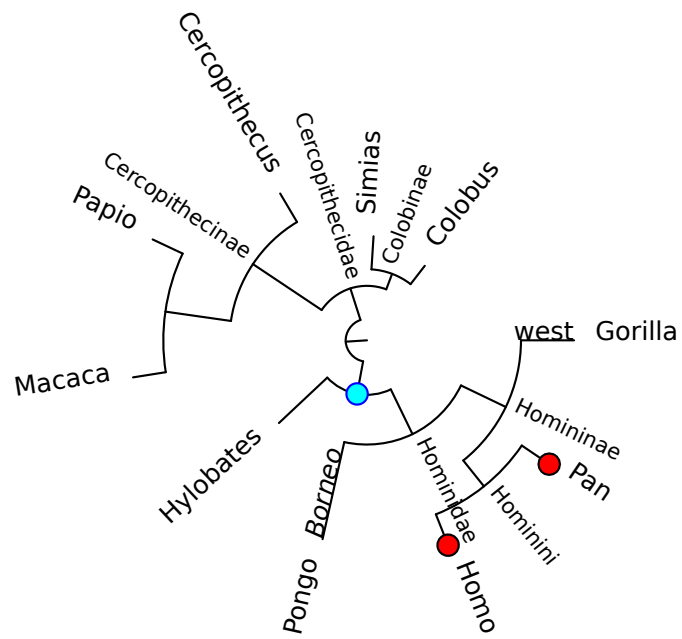 Cercopithecus
Cercopithecidae
Simias
Colobinae
Colobus
Cercopithecinae
Papio
Macaca
west Gorilla
Homininae
Pan
Hominini
Hominidae
Homo
Borneo
Pongo
Hylobates